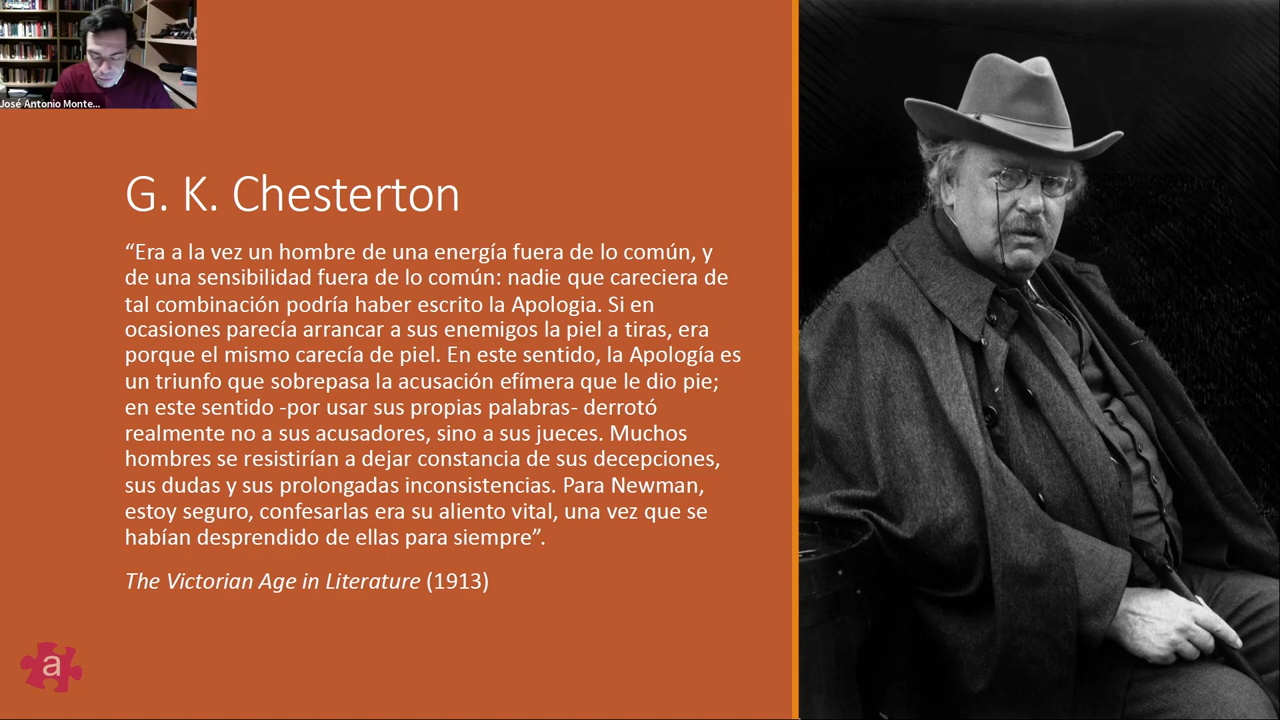 José Antonio Monte...
G. K. Chesterton
“Era a la vez un hombre de una energía fuera de lo común, y
de una sensibilidad fuera de lo común: nadie que careciera de
tal combinación podría haber escrito la Apologia. Si en
ocasiones parecía arrancar a sus enemigos la piel a tiras, era
porque el mismo carecía de piel. En este sentido, la Apología es
un triunfo que sobrepasa la acusación efímera que le dio pie;
en este sentido -por usar sus propias palabras- derrotó
realmente no a sus acusadores, sino a sus jueces. Muchos
hombres se resistirían a dejar constancia de sus decepciones,
sus dudas y sus prolongadas inconsistencias. Para Newman,
estoy seguro, confesarlas era su aliento vital, una vez que se
habían desprendido de ellas para siempre”.
The Victorian Age in Literature (1913)
a